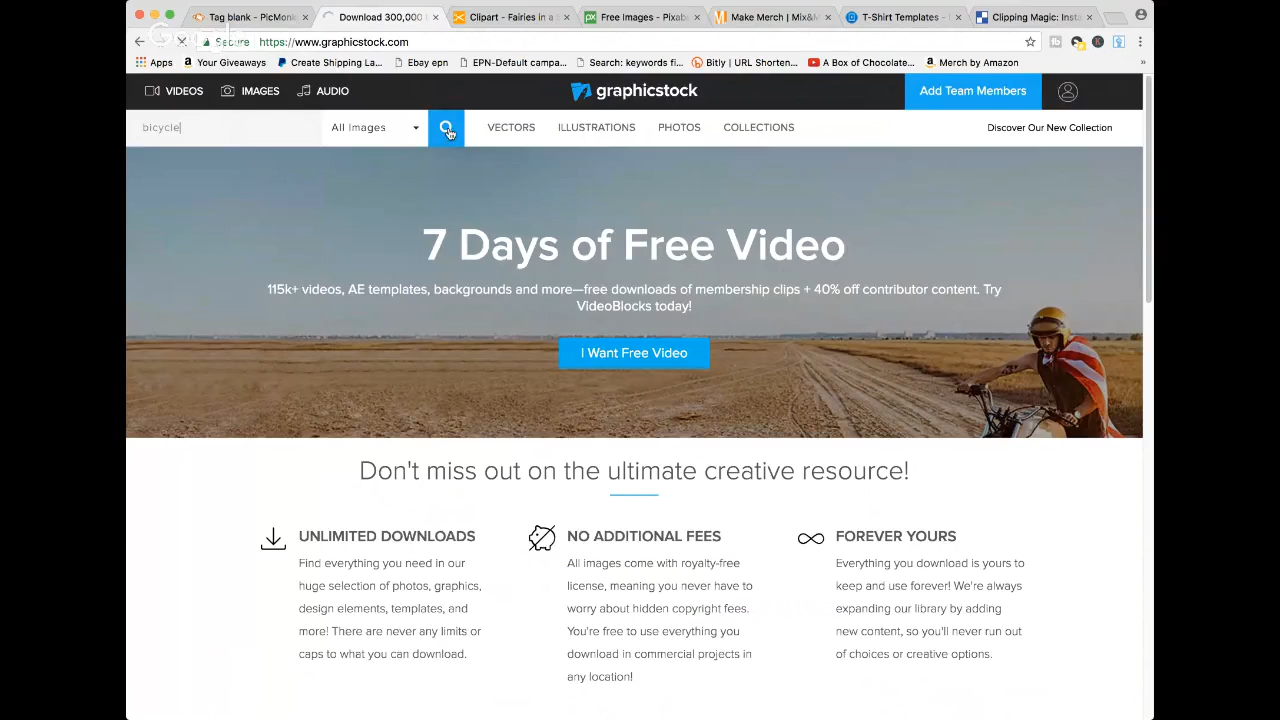 Tag blank - PicMonk
Download 300,000
Clipart - Fairies in a
Free Images - Pixab
Make Merch | Mix&M
T-Shirt Templates -
Clipping Magic: Insta
Google
Secure https://www.graphicstock.com
Apps Your Giveaways Create Shipping La... Ebay epn EPN-Default campa... Search: keywords fi... Bitly | URL Shorten... A Box of Chocolate... Merch by Amazon »
VIDEOS IMAGES AUDIO graphicstock Add Team Members
bicycle All Images VECTORS ILLUSTRATIONS PHOTOS COLLECTIONS Discover Our New Collection
7 Days of Free Video
115k+ videos, AE templates, backgrounds and more—free downloads of membership clips + 40% off contributor content. Try
VideoBlocks today!
I Want Free Video
Don't miss out on the ultimate creative resource!
UNLIMITED DOWNLOADS
Find everything you need in our
huge selection of photos, graphics,
design elements, templates, and
more! There are never any limits or
caps to what you can download.
NO ADDITIONAL FEES
All images come with royalty-free
license, meaning you never have to
worry about hidden copyright fees.
You're free to use everything you
download in commercial projects in
any location!
FOREVER YOURS
Everything you download is yours to
keep and use forever! We're always
expanding our library by adding
new content, so you'll never run out
of choices or creative options.